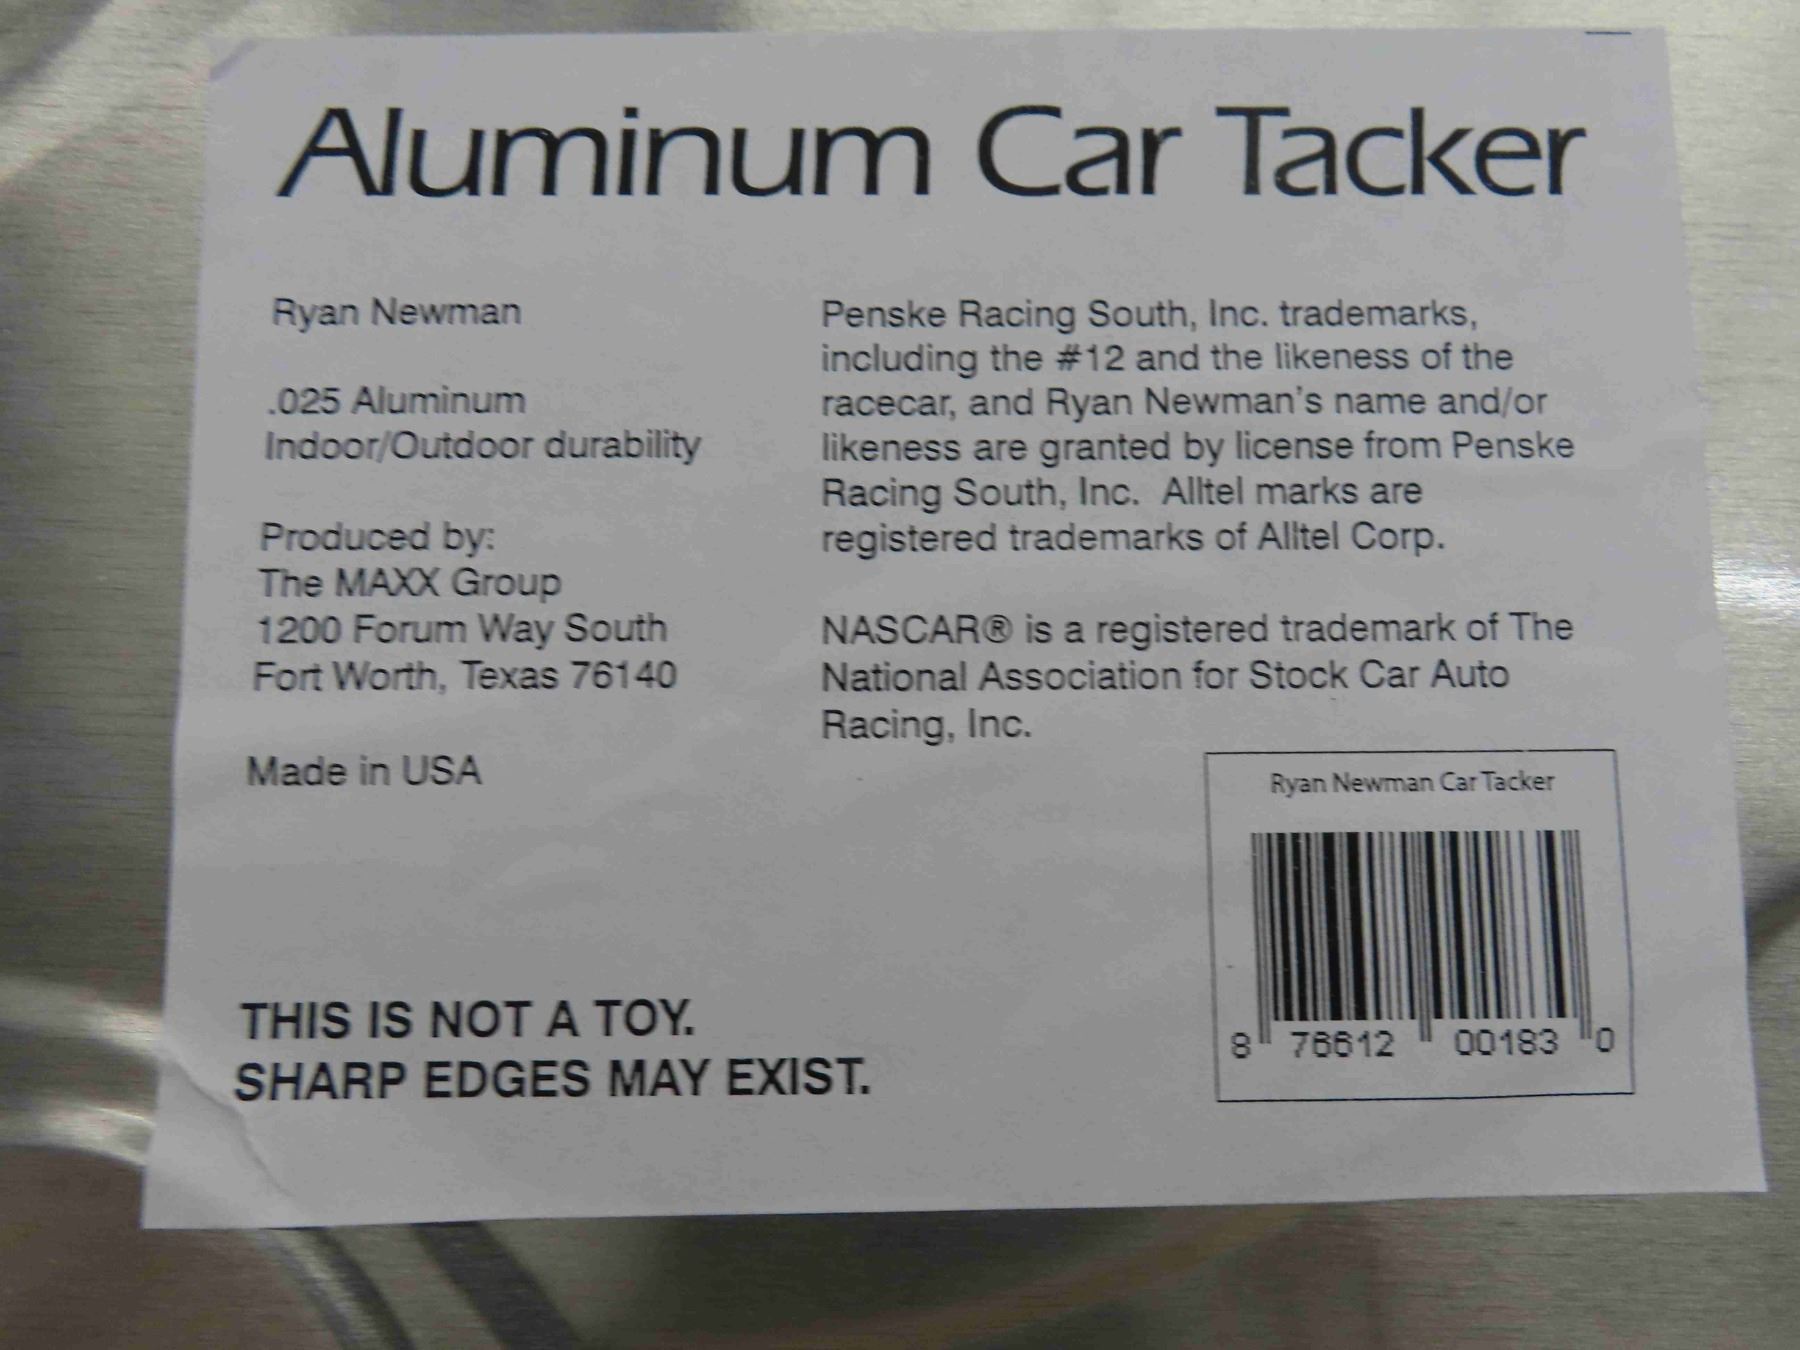 Aluminum Car Tacker
Ryan Newman
.025 Aluminum
Indoor/Outdoor durability
Produced by:
The MAXX Group
1200 Forum Way South
Fort Worth, Texas 76140
Made in USA
Penske Racing South, Inc. trademarks,
including the #12 and the likeness of the
racecar, and Ryan Newman's name and/or
likeness are granted by license from Penske
Racing South, Inc.  Alltel marks are
registered trademarks of Alltel Corp.
NASCAR® is a registered trademark of The
National Association for Stock Car Auto
Racing, Inc.
THIS IS NOT A TOY.
SHARP EDGES MAY EXIST.
Ryan Newman Car Tacker
8 76612 00183 0